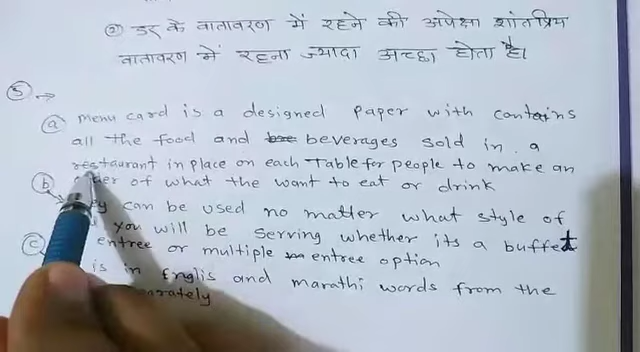 ② डर के वातावरण में रहने की अपेक्षा शांतप्रिय
वातावरण में रहना ज्यादा अच्छा होता है।
⑤ →
ⓐ menu card is a designed paper with contains
all the food and beverages sold in a
restaurant in place on each Table for people to make an
of what the want to eat or drink
ⓑ can be used no matter what style of
you will be serving whether its a buffet
entree or multiple entree option
ⓒ is in Englis and marathi words from the